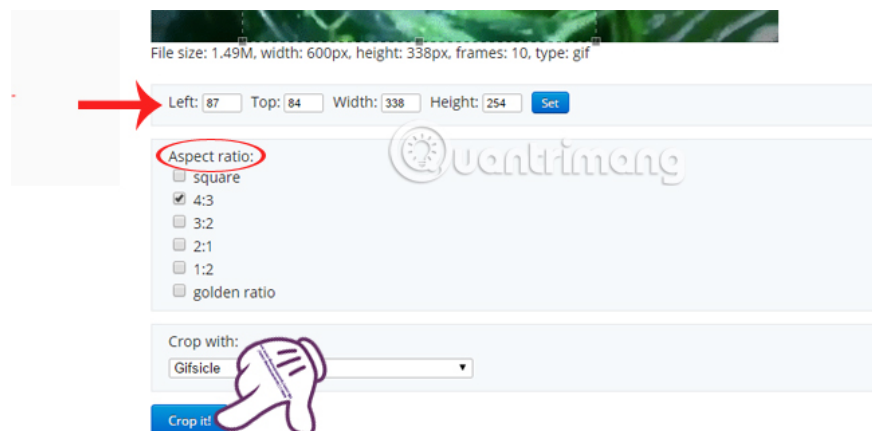 File size: 1.49M, width: 600px, height: 338px, frames: 10, type: gif
Left: 87 Top: 84 Width: 338 Height: 254 Set
Aspect ratio:
Quantrimang
square
4:3
3:2
2:1
1:2
golden ratio
Crop with:
Gifsicle
Crop it!